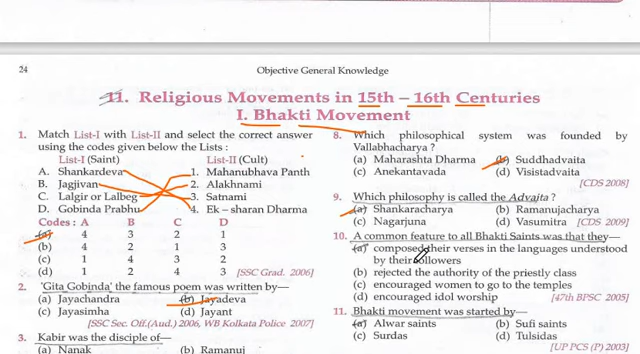 24
Objective General Knowledge
11. Religious Movements in 15th – 16th Centuries
I. Bhakti Movement
1. Match List-I with List-II and select the correct answer
using the codes given below the Lists :
List-I (Saint) List-II (Cult)
A. Shankardeva 1. Mahanubhava Panth
B. Jagjivan 2. Alakhnami
C. Lalgir or Lalbeg 3. Satnami
D. Gobinda Prabhu 4. Ek – sharan Dharma
Codes : A B C D
(a) 4 3 2 1
(b) 4 2 1 3
(c) 1 4 3 2
(d) 1 2 4 3 [SSC Grad. 2006]
2. 'Gita Gobinda' the famous poem was written by—
(a) Jayachandra (b) Jayadeva
(c) Jayasimha (d) Jayant
[SSC Sec. Off.(Aud.) 2006, WB Kolkata Police 2007]
3. Kabir was the disciple of—
(a) Nanak (b) Ramanuj
8. Which philosophical system was founded by
Vallabhacharya ?
(a) Maharashta Dharma (b) Suddhadvaita
(c) Anekantavada (d) Visistadvaita
[CDS 2008]
9. Which philosophy is called the Advaita ?
(a) Shankaracharya (b) Ramanujacharya
(c) Nagarjuna (d) Vasumitra [CDS 2009]
10. A common feature to all Bhakti Saints was that they—
(a) composed their verses in the languages understood
by their followers
(b) rejected the authority of the priestly class
(c) encouraged women to go to the temples
(d) encouraged idol worship [47th BPSC 2005]
11. Bhakti movement was started by—
(a) Alwar saints (b) Sufi saints
(c) Surdas (d) Tulsidas
[UP PCS (P) 2003]